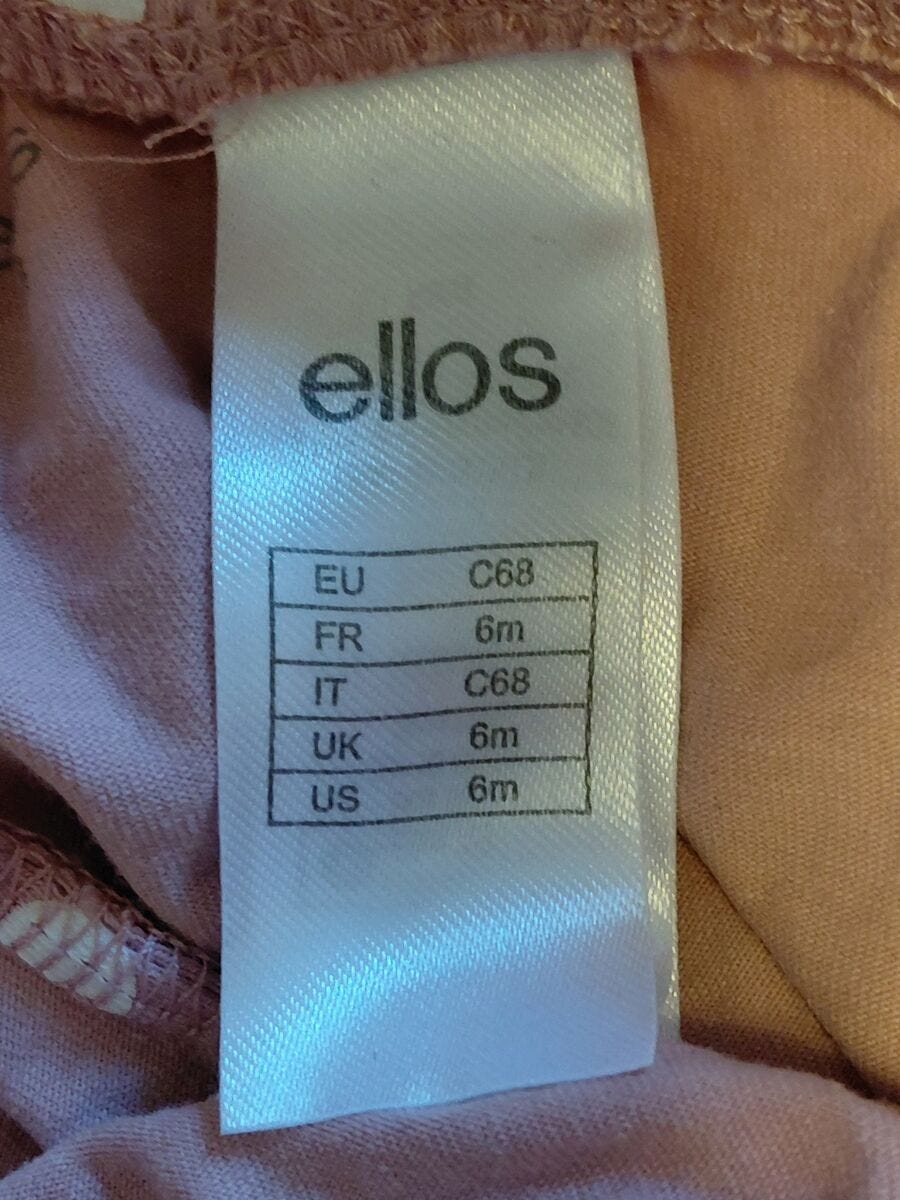 ellos
EU C68
FR 6m
IT C68
UK 6m
US 6m